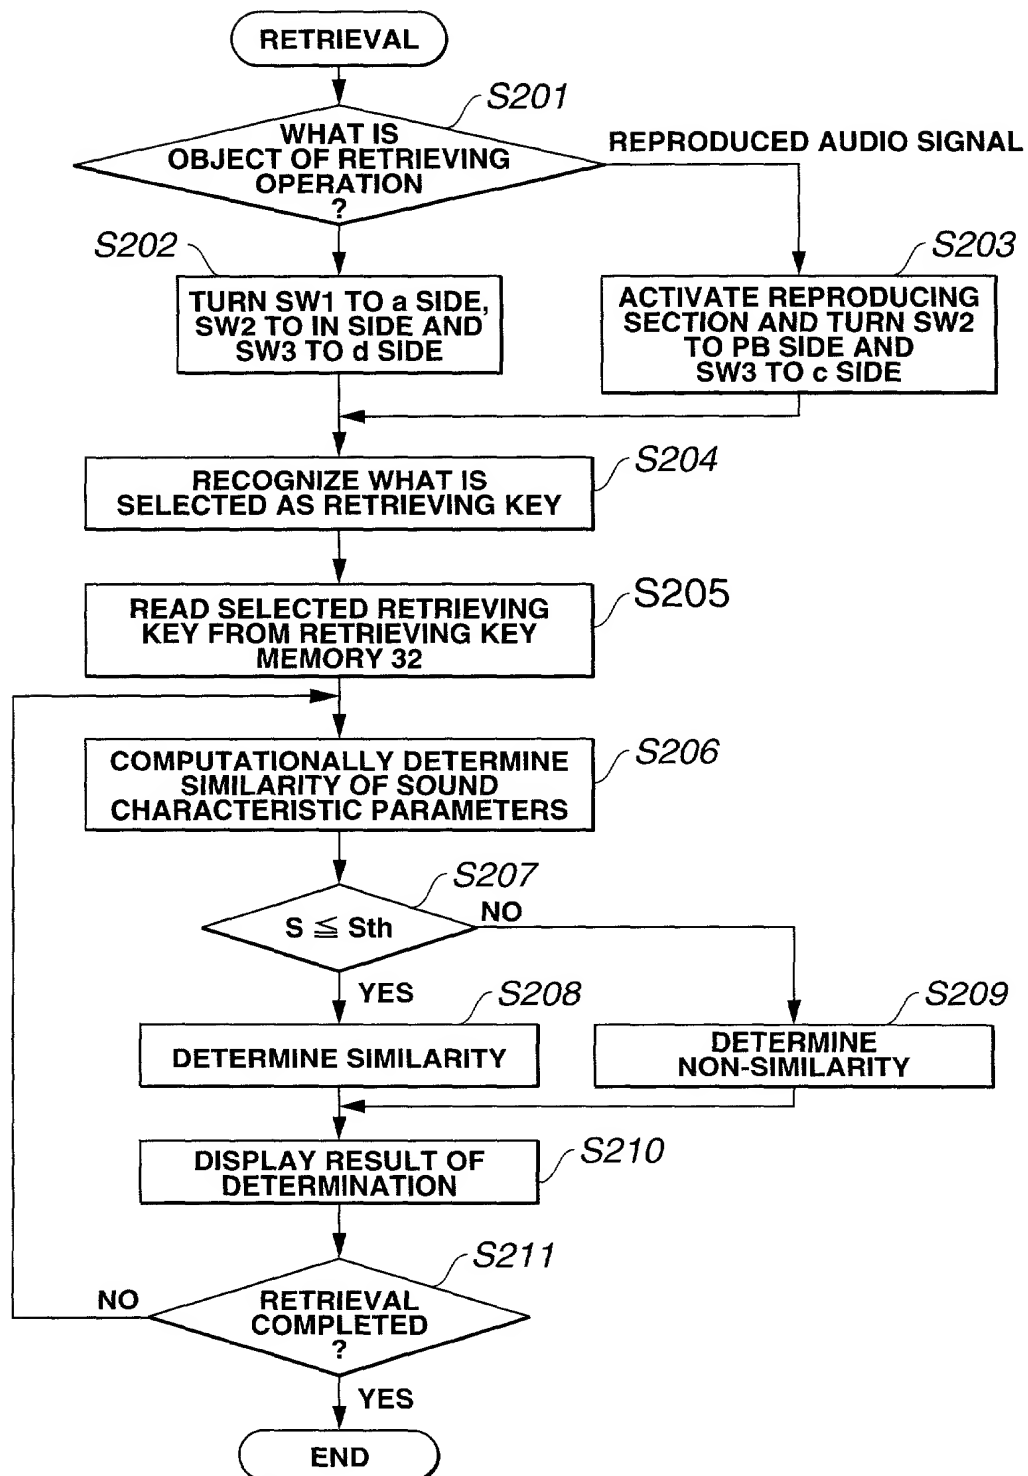 RETRIEVAL
S201
WHAT IS
OBJECT OF RETRIEVING
OPERATION
?
REPRODUCED AUDIO SIGNAL
S202
TURN SW1 TO a SIDE,
SW2 TO IN SIDE AND
SW3 TO d SIDE
S203
ACTIVATE REPRODUCING
SECTION AND TURN SW2
TO PB SIDE AND
SW3 TO c SIDE
S204
RECOGNIZE WHAT IS
SELECTED AS RETRIEVING KEY
S205
READ SELECTED RETRIEVING
KEY FROM RETRIEVING KEY
MEMORY 32
S206
COMPUTATIONALLY DETERMINE
SIMILARITY OF SOUND
CHARACTERISTIC PARAMETERS
S207
S ≦ Sth
NO
YES
S208
DETERMINE SIMILARITY
S209
DETERMINE
NON-SIMILARITY
S210
DISPLAY RESULT OF
DETERMINATION
S211
RETRIEVAL
COMPLETED
?
NO
YES
END